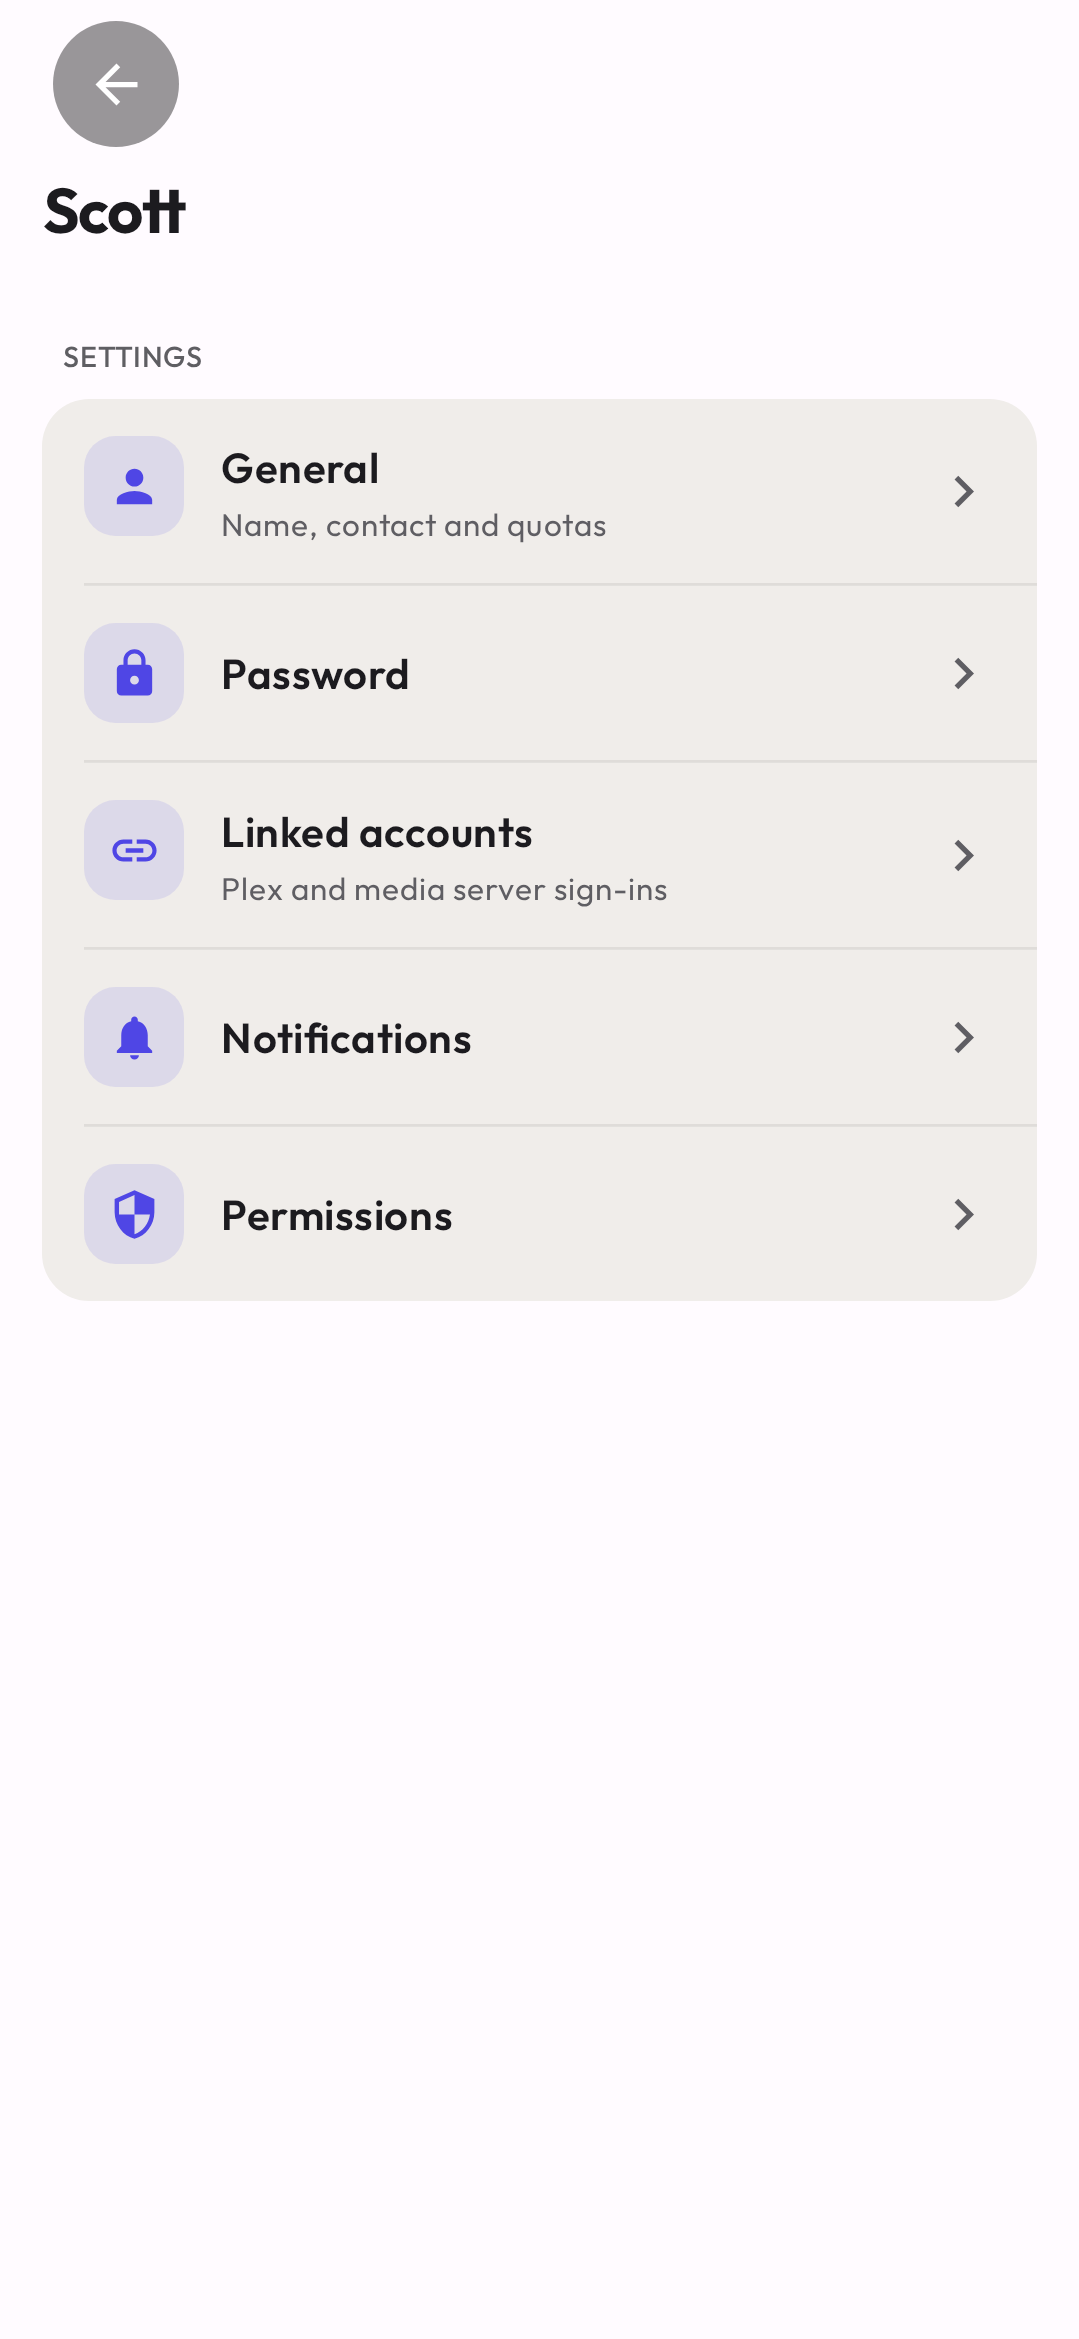 Scott
SETTINGS
General
Name, contact and quotas
Password
Linked accounts
Plex and media server sign-ins
Notifications
Permissions